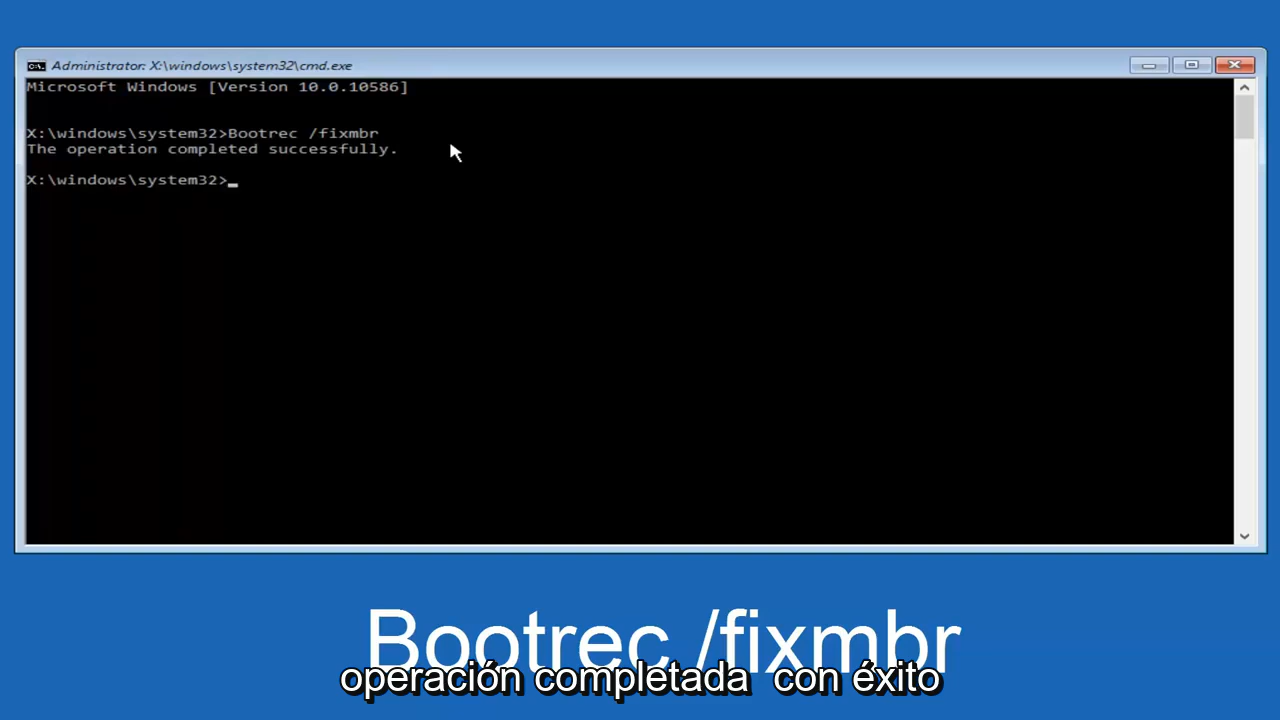 Administrator: X:\windows\system32\cmd.exe
Microsoft Windows [Version 10.0.10586]
X:\windows\system32>Bootrec /fixmbr
The operation completed successfully.
X:\windows\system32>_
Bootrec /fixmbr
operación completada con éxito